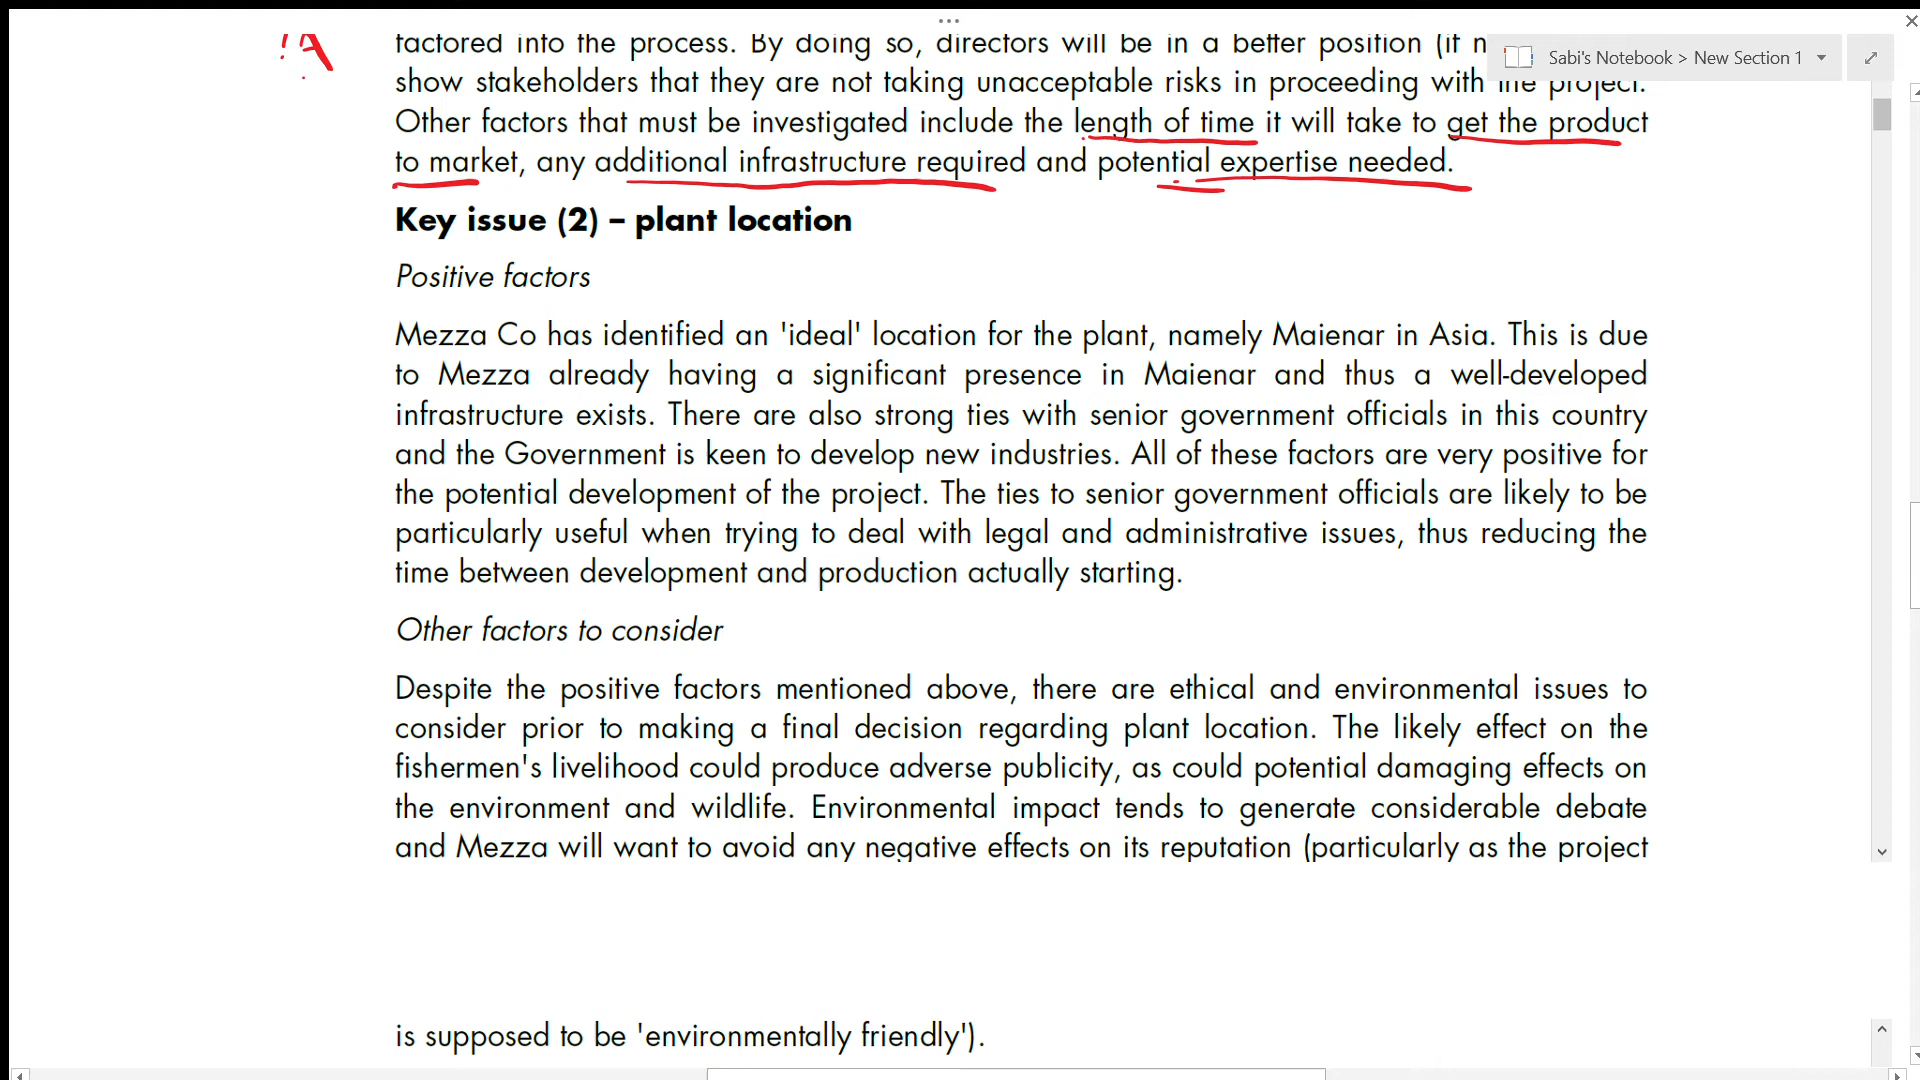 factored into the process. By doing so, directors will be in a better position (if
Sabi's Notebook > New Section 1
show stakeholders that they are not taking unacceptable risks in proceeding with the project.
Other factors that must be investigated include the length of time it will take to get the product
to market, any additional infrastructure required and potential expertise needed.
Key issue (2) – plant location
Positive factors
Mezza Co has identified an 'ideal' location for the plant, namely Maienar in Asia. This is due
to Mezza already having a significant presence in Maienar and thus a well-developed
infrastructure exists. There are also strong ties with senior government officials in this country
and the Government is keen to develop new industries. All of these factors are very positive for
the potential development of the project. The ties to senior government officials are likely to be
particularly useful when trying to deal with legal and administrative issues, thus reducing the
time between development and production actually starting.
Other factors to consider
Despite the positive factors mentioned above, there are ethical and environmental issues to
consider prior to making a final decision regarding plant location. The likely effect on the
fishermen's livelihood could produce adverse publicity, as could potential damaging effects on
the environment and wildlife. Environmental impact tends to generate considerable debate
and Mezza will want to avoid any negative effects on its reputation (particularly as the project
is supposed to be 'environmentally friendly').